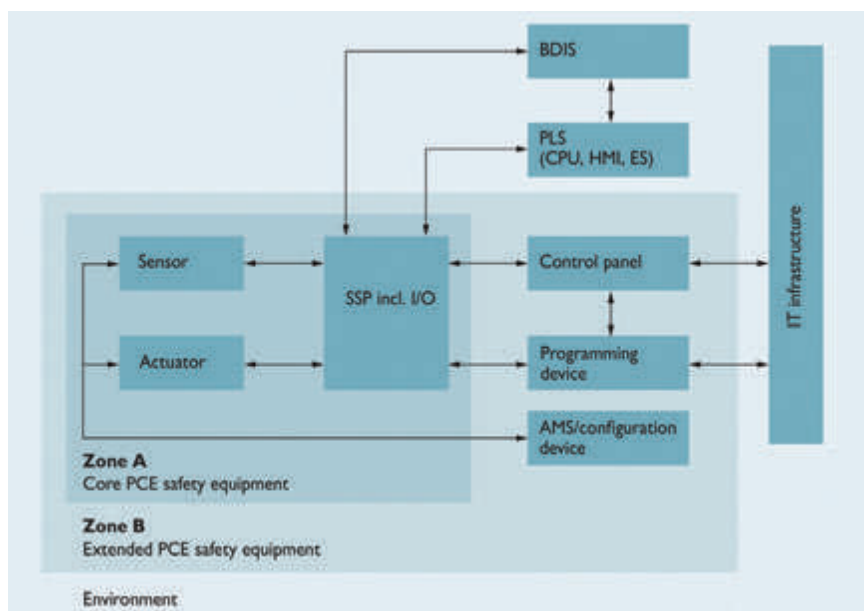 BDIS
PLS
(CPU, HMI, ES)
IT infrastructure
Sensor
SSP incl. I/O
Control panel
Actuator
Programming
device
AMS/configuration
device
Zone A
Core PCE safety equipment
Zone B
Extended PCE safety equipment
Environment